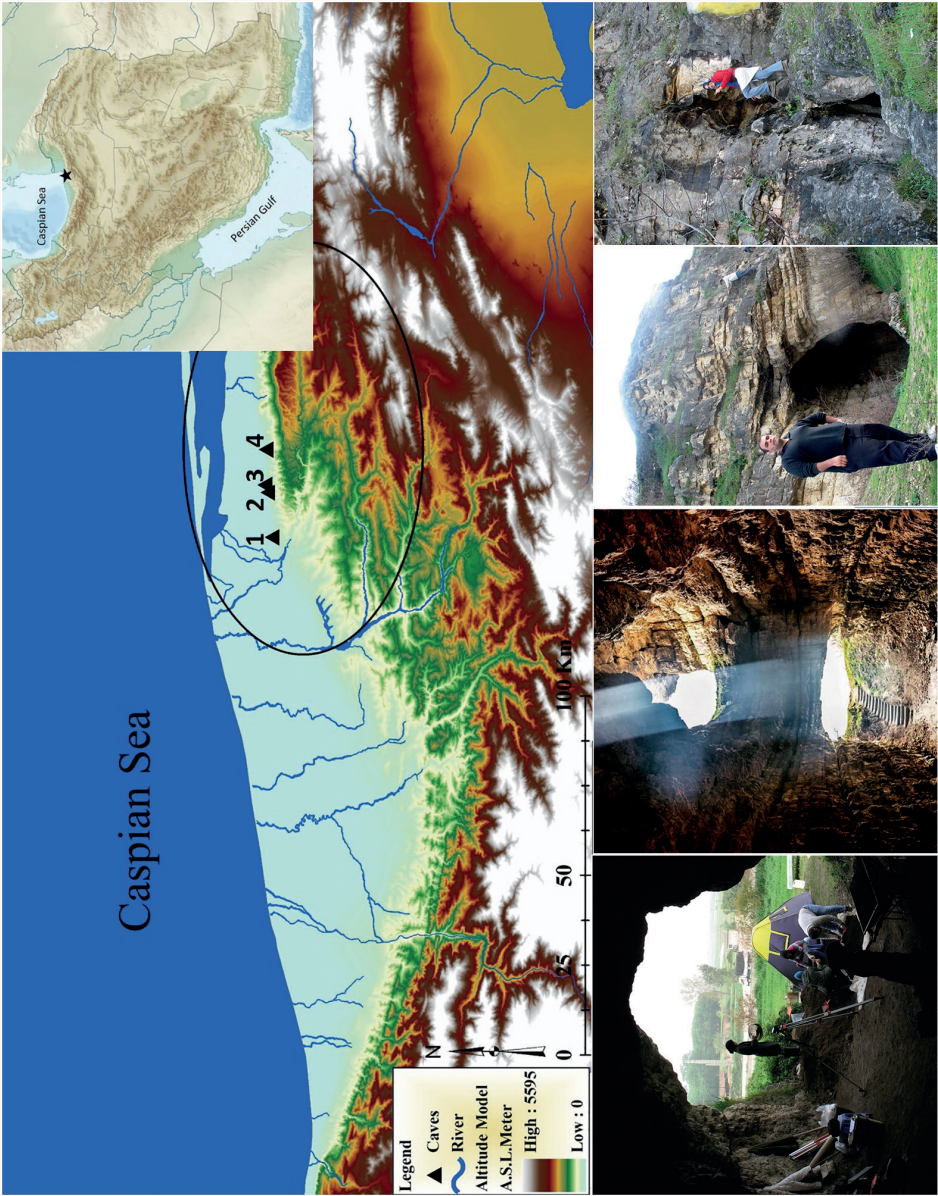 Caspian Sea
Persian Gulf
Caspian Sea
1
2
3
4
N
0
25
50
100 Km
Legend
Caves
River
Altitude Model
A.S.L.Meter
High : 5595
Low : 0